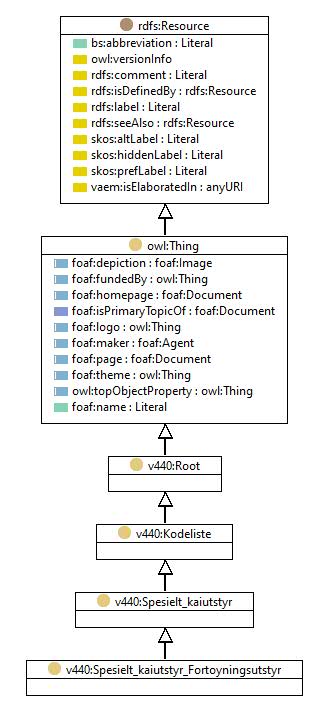 rdfs:Resource
bs:abbreviation : Literal
owl:versionInfo
rdfs:comment : Literal
rdfs:isDefinedBy : rdfs:Resource
rdfs:label : Literal
rdfs:seeAlso : rdfs:Resource
skos:altLabel : Literal
skos:hiddenLabel : Literal
skos:prefLabel : Literal
vaem:isElaboratedIn : anyURI
owl:Thing
foaf:depiction : foaf:Image
foaf:fundedBy : owl:Thing
foaf:homepage : foaf:Document
foaf:isPrimaryTopicOf : foaf:Document
foaf:logo : owl:Thing
foaf:maker : foaf:Agent
foaf:page : foaf:Document
foaf:theme : owl:Thing
owl:topObjectProperty : owl:Thing
foaf:name : Literal
v440:Root
v440:Kodeliste
v440:Spesielt_kaiutstyr
v440:Spesielt_kaiutstyr_Fortoyningsutstyr